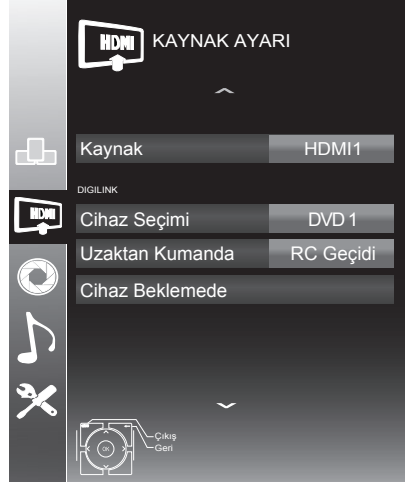 HDMI KAYNAK AYARI
Kaynak HDMI1
DIGILINK
HDMI
Cihaz Seçimi DVD 1
Uzaktan Kumanda RC Geçidi
Cihaz Beklemede
Çıkış
OK
Geri